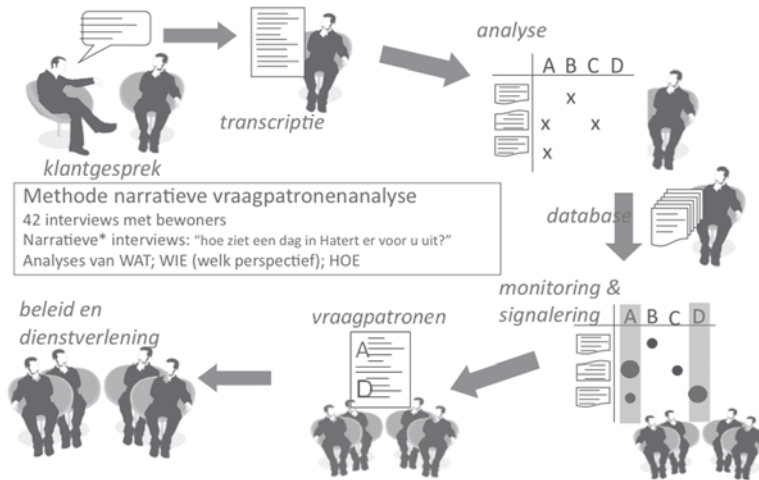 klantgesprek
transcriptie
analyse
A B C D
x
x x
x
database
Methode narratieve vraagpatronenanalyse
42 interviews met bewoners
Narratieve* interviews: “hoe ziet een dag in Hatert er voor u uit?”
Analyses van WAT; WIE (welk perspectief); HOE
monitoring &
signalering
A B C D
vraagpatronen
A
D
beleid en
dienstverlening